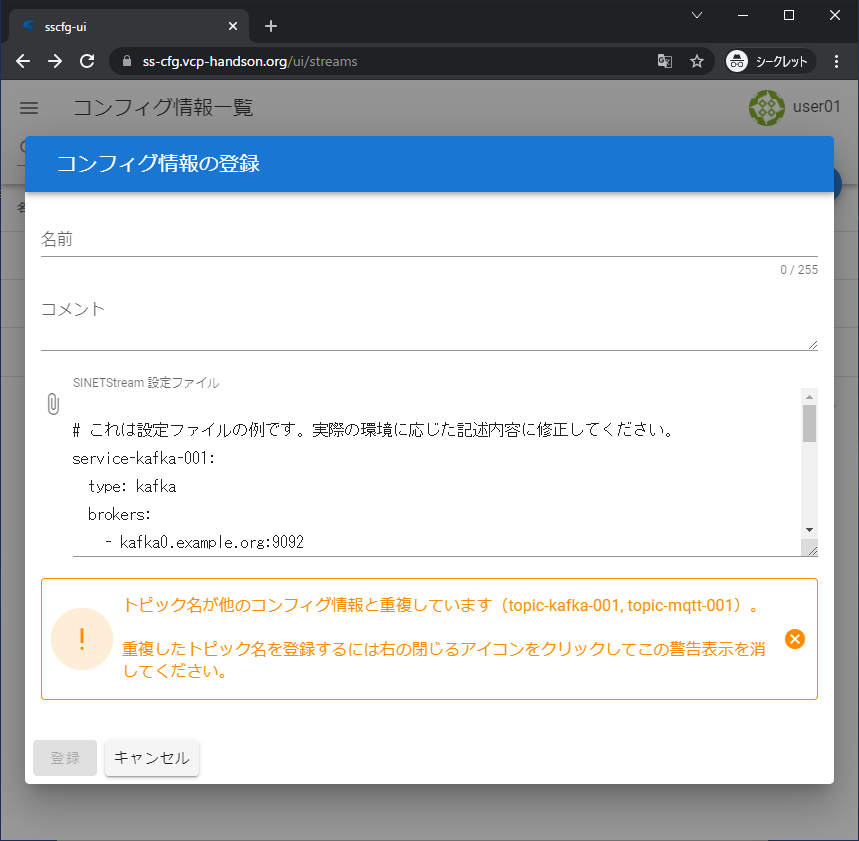 sscfg-ui
ss-cfg.vcp-handson.org/ui/streams
シークレット
コンフィグ情報一覧
user01
コンフィグ情報の登録
名前
0 / 255
コメント
SINETStream 設定ファイル
# これは設定ファイルの例です。実際の環境に応じた記述内容に修正してください。
service-kafka-001:
type: kafka
brokers:
- kafka0.example.org:9092
トピック名が他のコンフィグ情報と重複しています（topic-kafka-001, topic-mqtt-001）。
重複したトピック名を登録するには右の閉じるアイコンをクリックしてこの警告表示を消
してください。
登録
キャンセル